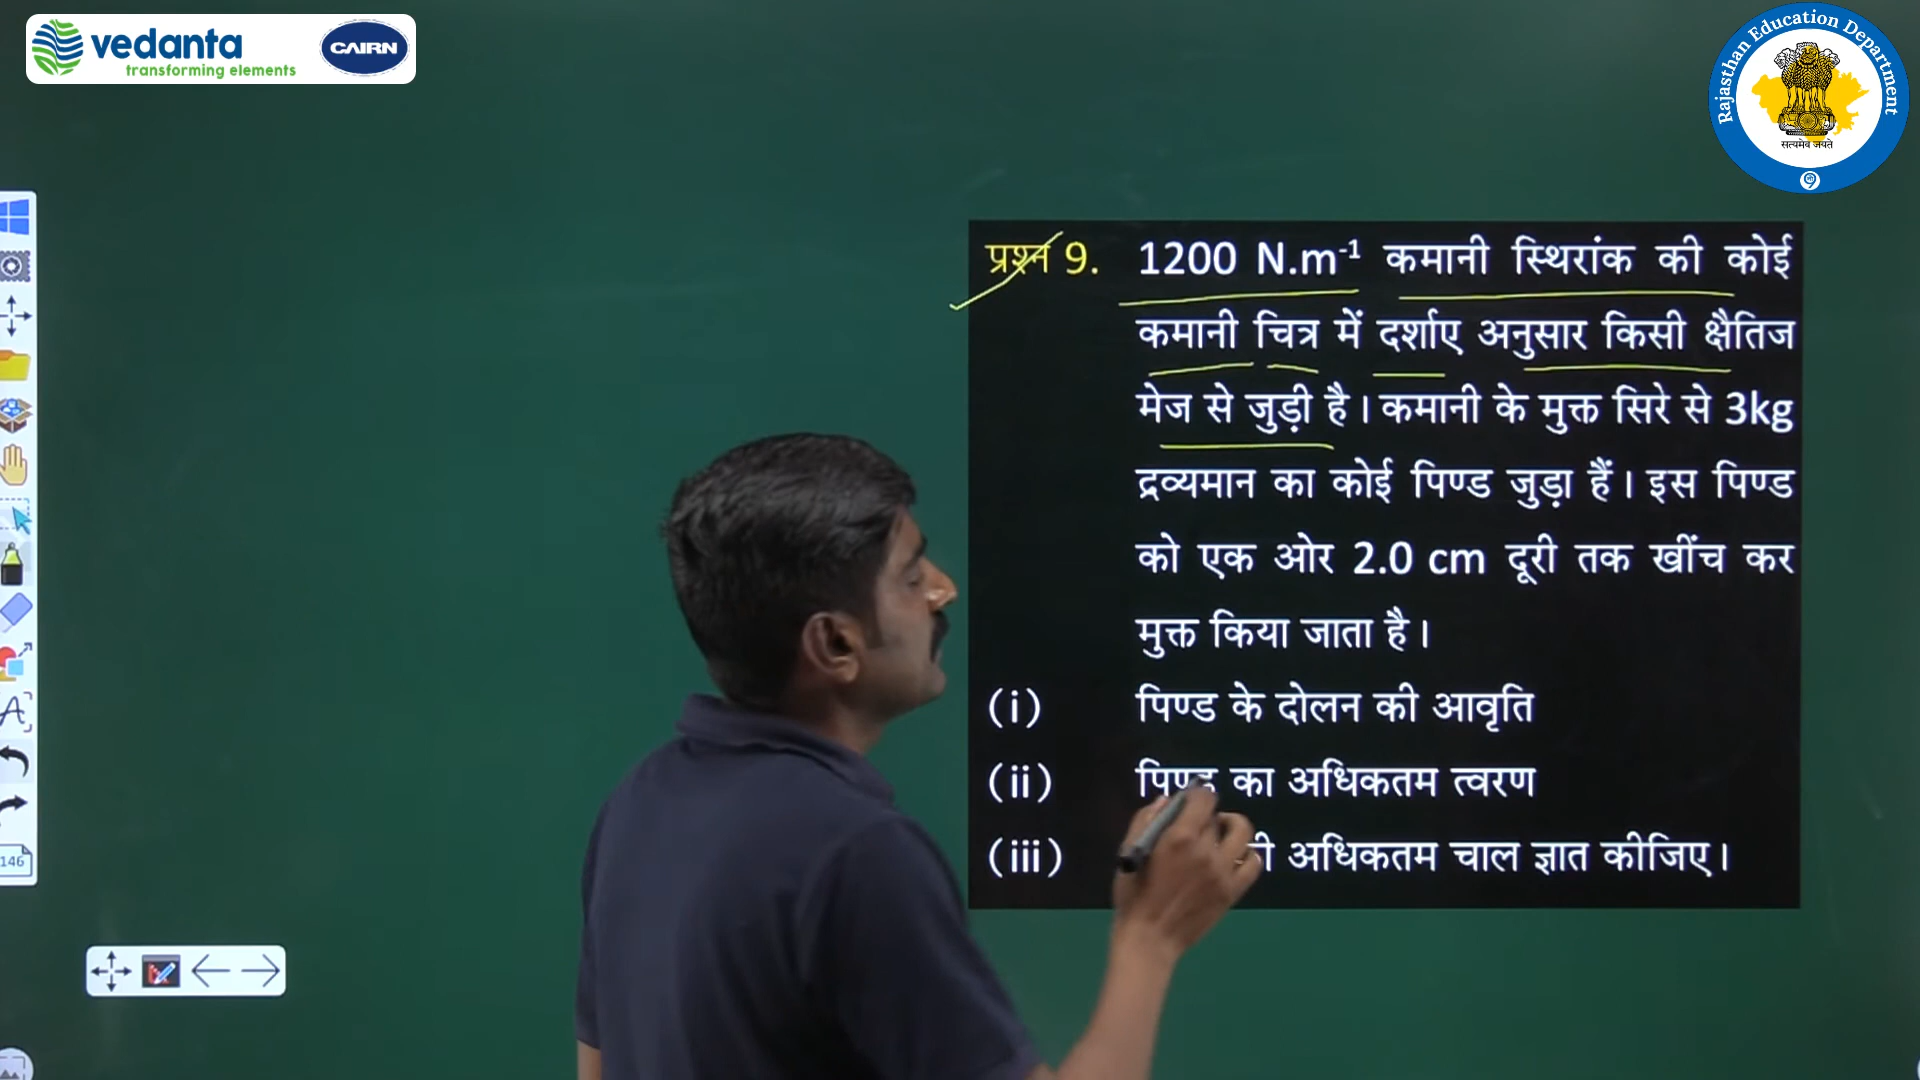 vedanta
transforming elements
CAIRN
Rajasthan Education Department
सत्यमेव जयते
प्रश्न 9. 1200 N.m⁻¹ कमानी स्थिरांक की कोई
कमानी चित्र में दर्शाए अनुसार किसी क्षैतिज
मेज से जुड़ी है। कमानी के मुक्त सिरे से 3kg
द्रव्यमान का कोई पिण्ड जुड़ा हैं। इस पिण्ड
को एक ओर 2.0 cm दूरी तक खींच कर
मुक्त किया जाता है।
(i) पिण्ड के दोलन की आवृति
(ii) पिण्ड का अधिकतम त्वरण
(iii) अधिकतम चाल ज्ञात कीजिए।
146